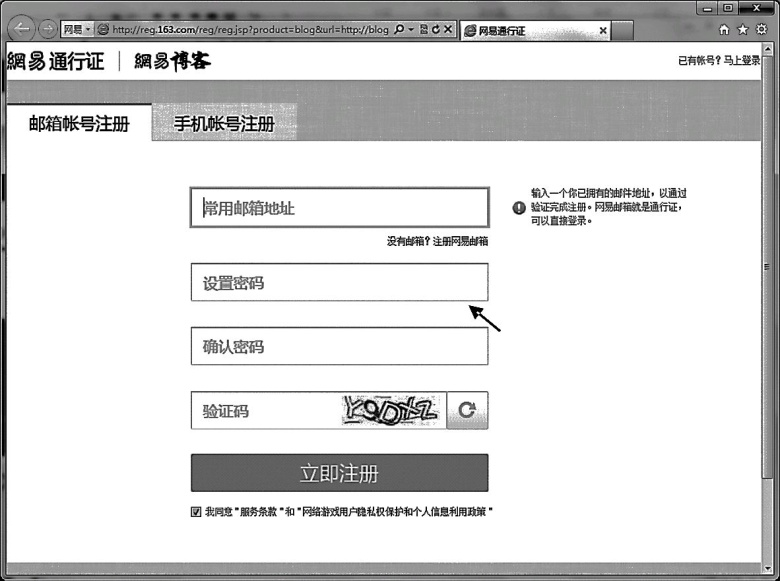 网易
http://reg.163.com/reg/reg.jsp?product=blog&url=http://blog
网易通行证
網易通行证
網易博客
已有帐号? 马上登录
邮箱帐号注册
手机帐号注册
常用邮箱地址
输入一个你已拥有的邮件地址，以通过
验证完成注册。网易邮箱就是通行证，
可以直接登录。
没有邮箱? 注册网易邮箱
设置密码
确认密码
验证码
立即注册
我同意"服务条款"和"网络游戏用户隐私权保护和个人信息利用政策"